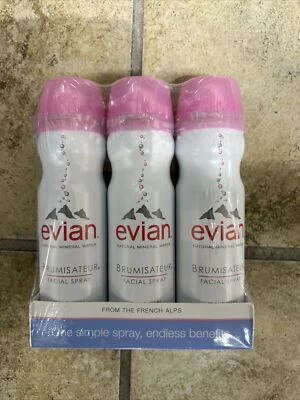 evian.
NATURAL MINERAL WATER
BRUMISATEUR
FACIAL SPRAY
evian.
NATURAL MINERAL WATER
BRUMISATEUR
FACIAL SPRAY
evian.
NATURAL MINERAL WATER
BRUMISATEUR
FACIAL SPRAY
FROM THE FRENCH ALPS
One simple spray, endless benefits